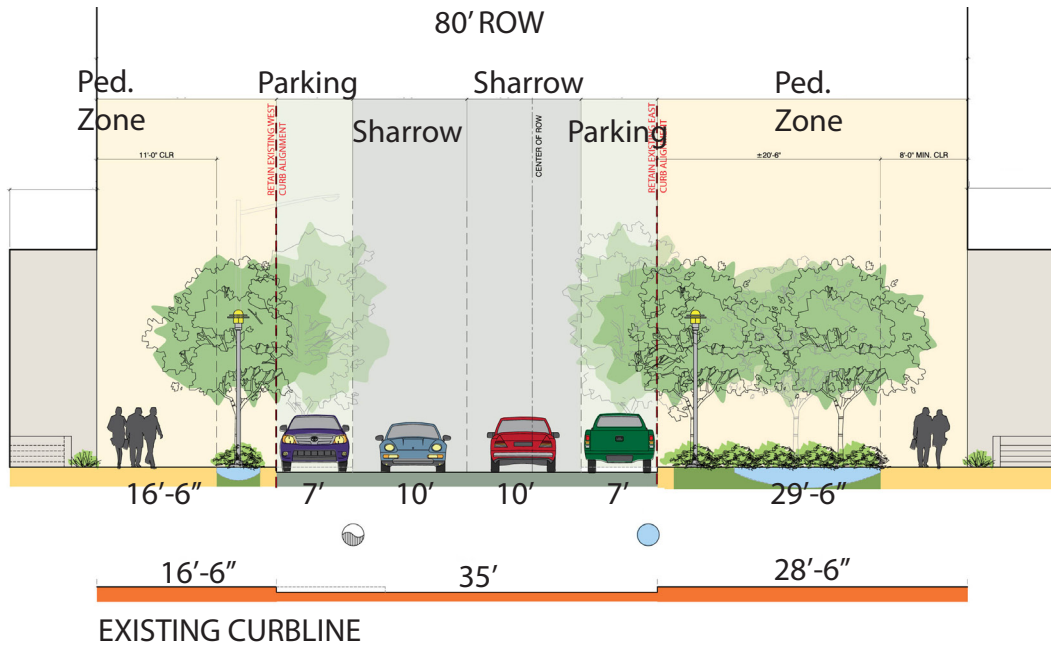 80’ ROW
Ped.
Zone
Parking
Sharrow
Sharrow
Parking
Ped.
Zone
11'-0" CLR
RETAIN EXISTING WEST
CURB ALIGNMENT
CENTER OF ROW
RETAIN EXISTING EAST
CURB ALIGNMENT
±20'-6"
8'-0" MIN. CLR
16’-6”
7’
10’
10’
7’
29’-6”
16’-6”
35’
28’-6”
EXISTING CURBLINE